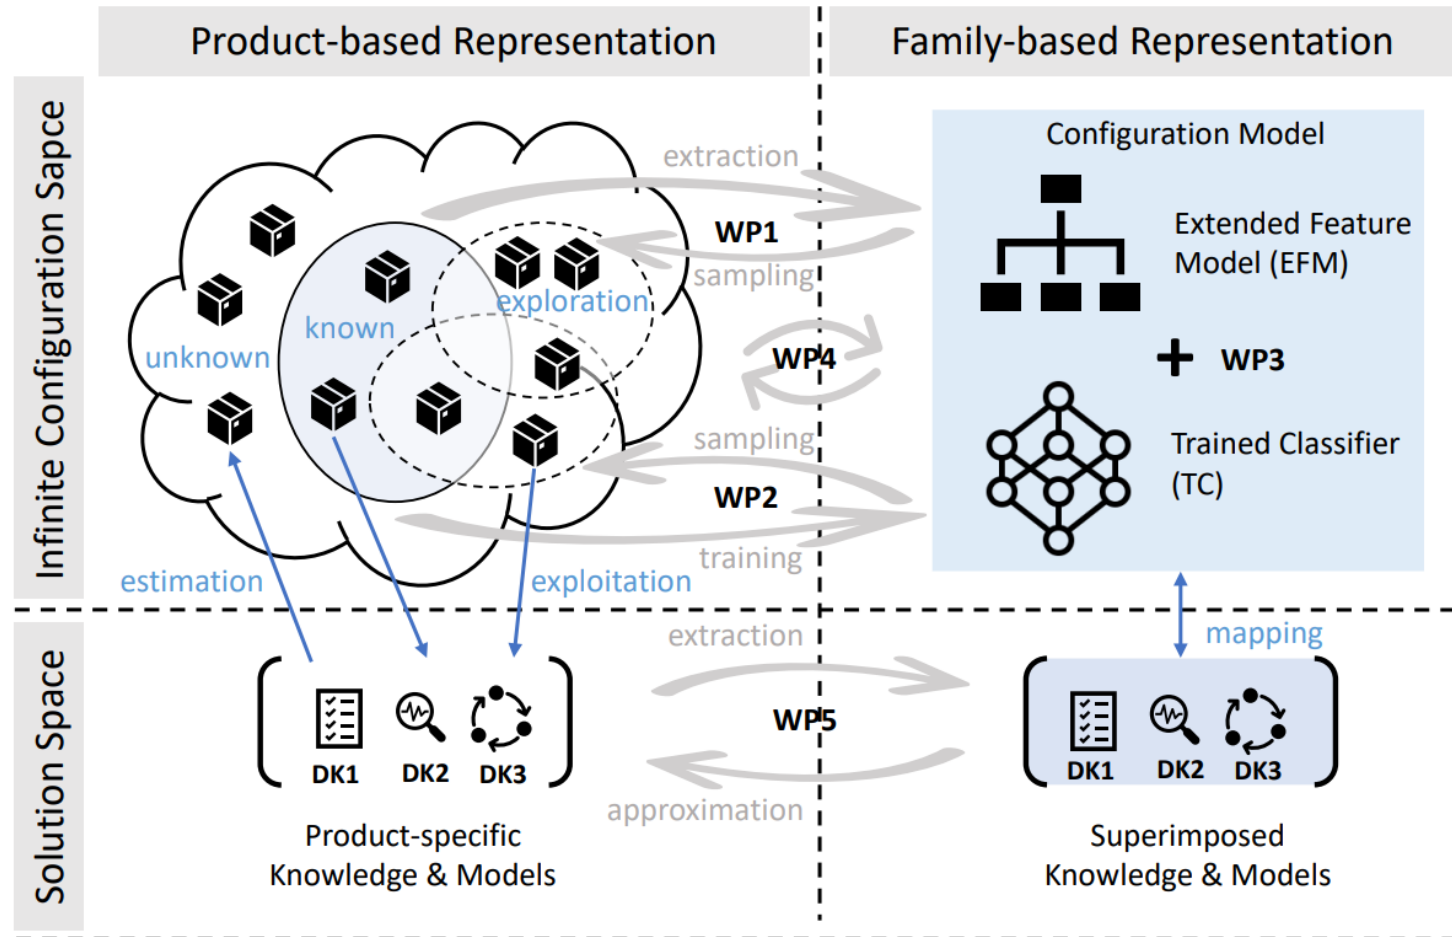 Product-based Representation
Family-based Representation
Infinite Configuration Sapce
extraction
WP1
sampling
exploration
known
unknown
WP4
sampling
WP2
training
estimation
exploitation
Configuration Model
Extended Feature
Model (EFM)
WP3
Trained Classifier
(TC)
mapping
Solution Space
extraction
WP5
approximation
DK1
DK2
DK3
Product-specific
Knowledge & Models
DK1
DK2
DK3
Superimposed
Knowledge & Models